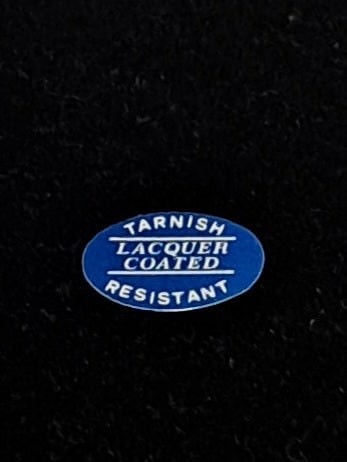 TARNISH
LACQUER
COATED
RESISTANT